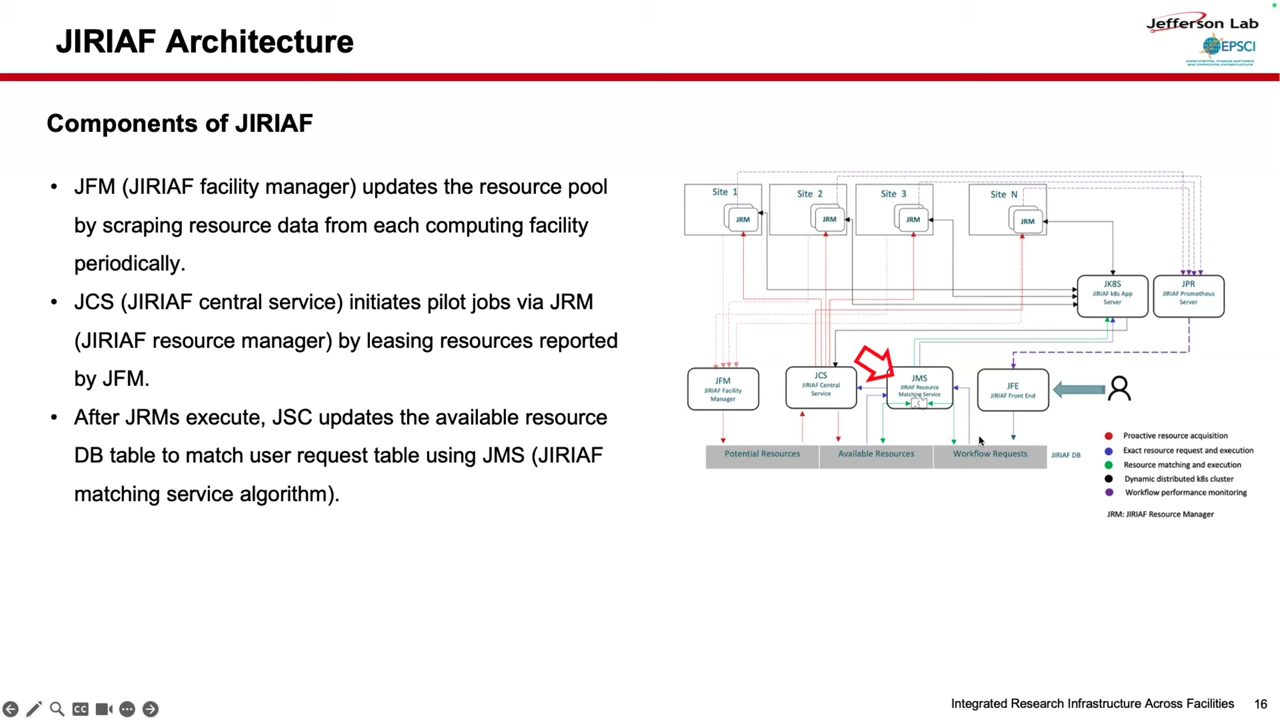 JIRIAF Architecture
Jefferson Lab
EPSCI
Components of JIRIAF
• JFM (JIRIAF facility manager) updates the resource pool
by scraping resource data from each computing facility
periodically.
• JCS (JIRIAF central service) initiates pilot jobs via JRM
(JIRIAF resource manager) by leasing resources reported
by JFM.
• After JRMs execute, JSC updates the available resource
DB table to match user request table using JMS (JIRIAF
matching service algorithm).
Site 1
Site 2
Site 3
Site N
JRM
JRM
JRM
JRM
JK8S
JIRIAF k8s App
Server
JPR
JIRIAF Prometheus
Server
JFM
JIRIAF Facility
Manager
JCS
JIRIAF Central
Service
JMS
JIRIAF Resource
Matching Service
JFE
JIRIAF Front End
Potential Resources
Available Resources
Workflow Requests
JIRIAF DB
Proactive resource acquisition
Exact resource request and execution
Resource matching and execution
Dynamic distributed k8s cluster
Workflow performance monitoring
JRM: JIRIAF Resource Manager
CC
Integrated Research Infrastructure Across Facilities 16